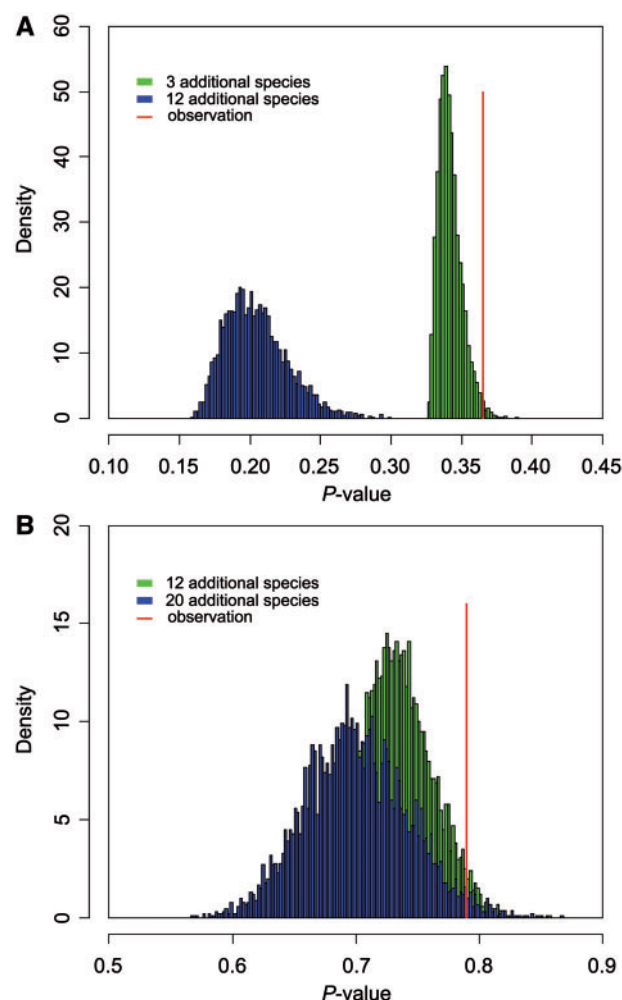 A
60
50
40
30
20
10
0
Density
3 additional species
12 additional species
observation
0.10 0.15 0.20 0.25 0.30 0.35 0.40 0.45
P-value
B
20
15
10
5
0
Density
12 additional species
20 additional species
observation
0.5 0.6 0.7 0.8 0.9
P-value